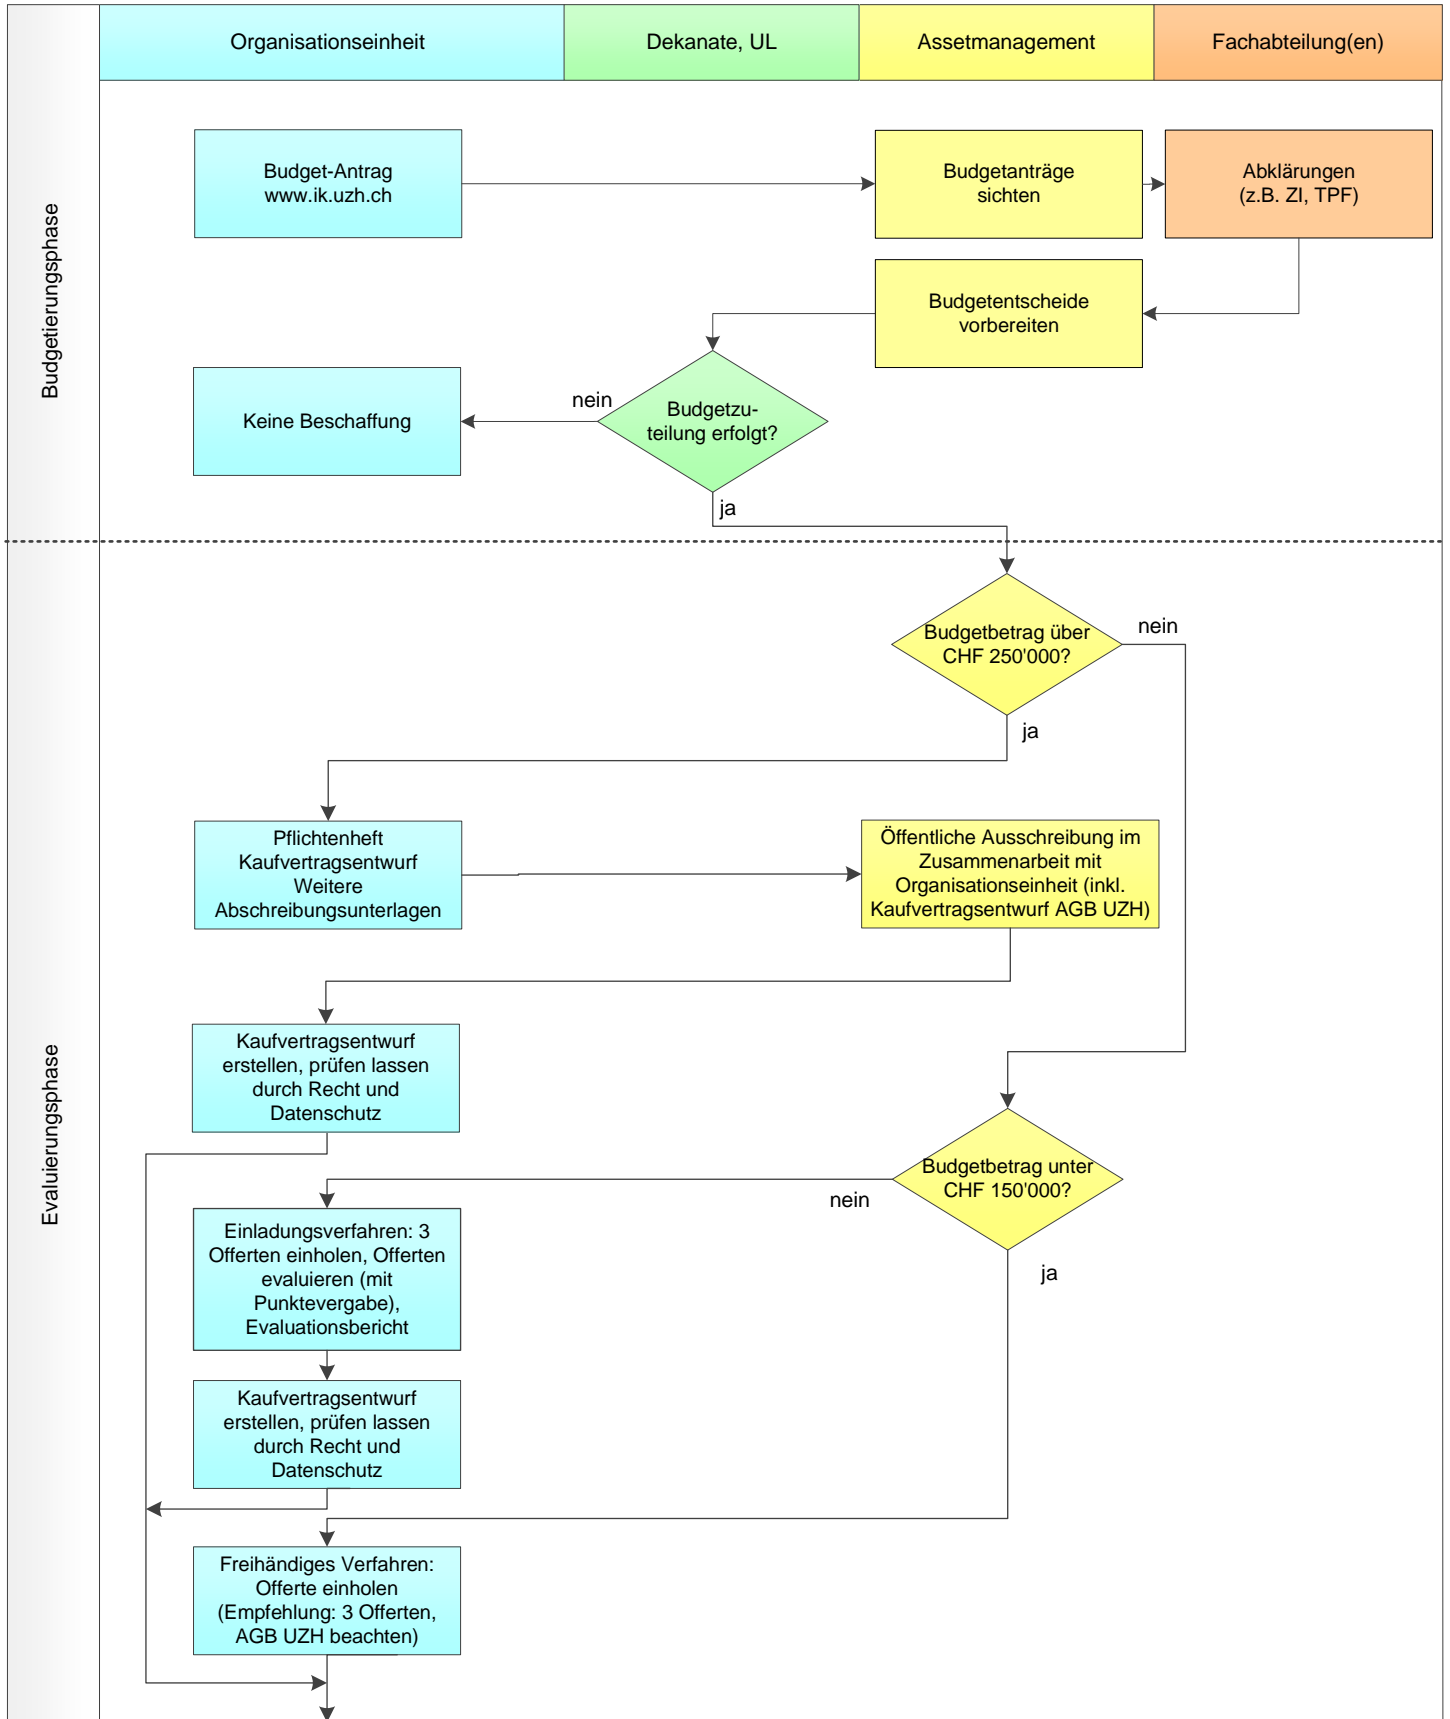 Organisationseinheit
Dekanate, UL
Assetmanagement
Fachabteilung(en)
Budgetierungsphase
Budget-Antrag
www.ik.uzh.ch
Budgetanträge
sichten
Abklärungen
(z.B. ZI, TPF)
Budgetentscheide
vorbereiten
Keine Beschaffung
nein
Budgetzu-
teilung erfolgt?
ja
Evaluierungsphase
Budgetbetrag über
CHF 250'000?
nein
ja
Pflichtenheft
Kaufvertragsentwurf
Weitere
Abschreibungsunterlagen
Öffentliche Ausschreibung im
Zusammenarbeit mit
Organisationseinheit (inkl.
Kaufvertragsentwurf AGB UZH)
Kaufvertragsentwurf
erstellen, prüfen lassen
durch Recht und
Datenschutz
Budgetbetrag unter
CHF 150'000?
nein
ja
Einladungsverfahren: 3
Offerten einholen, Offerten
evaluieren (mit
Punktevergabe),
Evaluationsbericht
Kaufvertragsentwurf
erstellen, prüfen lassen
durch Recht und
Datenschutz
Freihändiges Verfahren:
Offerte einholen
(Empfehlung: 3 Offerten,
AGB UZH beachten)